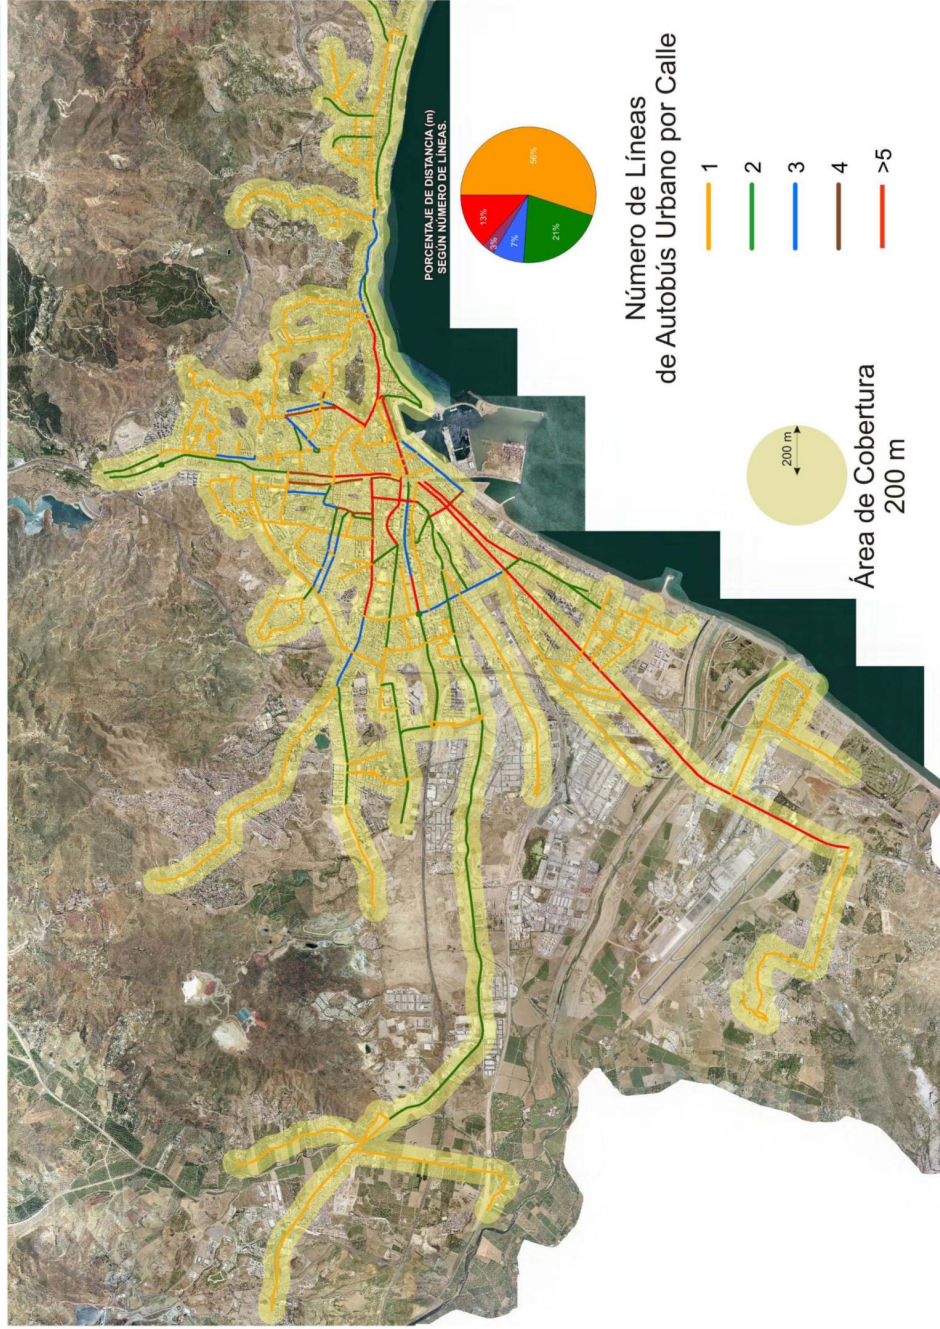 PORCENTAJE DE DISTANCIA (m)
SEGÚN NÚMERO DE LÍNEAS.
56%
21%
7%
3%
13%
Número de Líneas
de Autobús Urbano por Calle
1
2
3
4
>5
200 m
Área de Cobertura
200 m